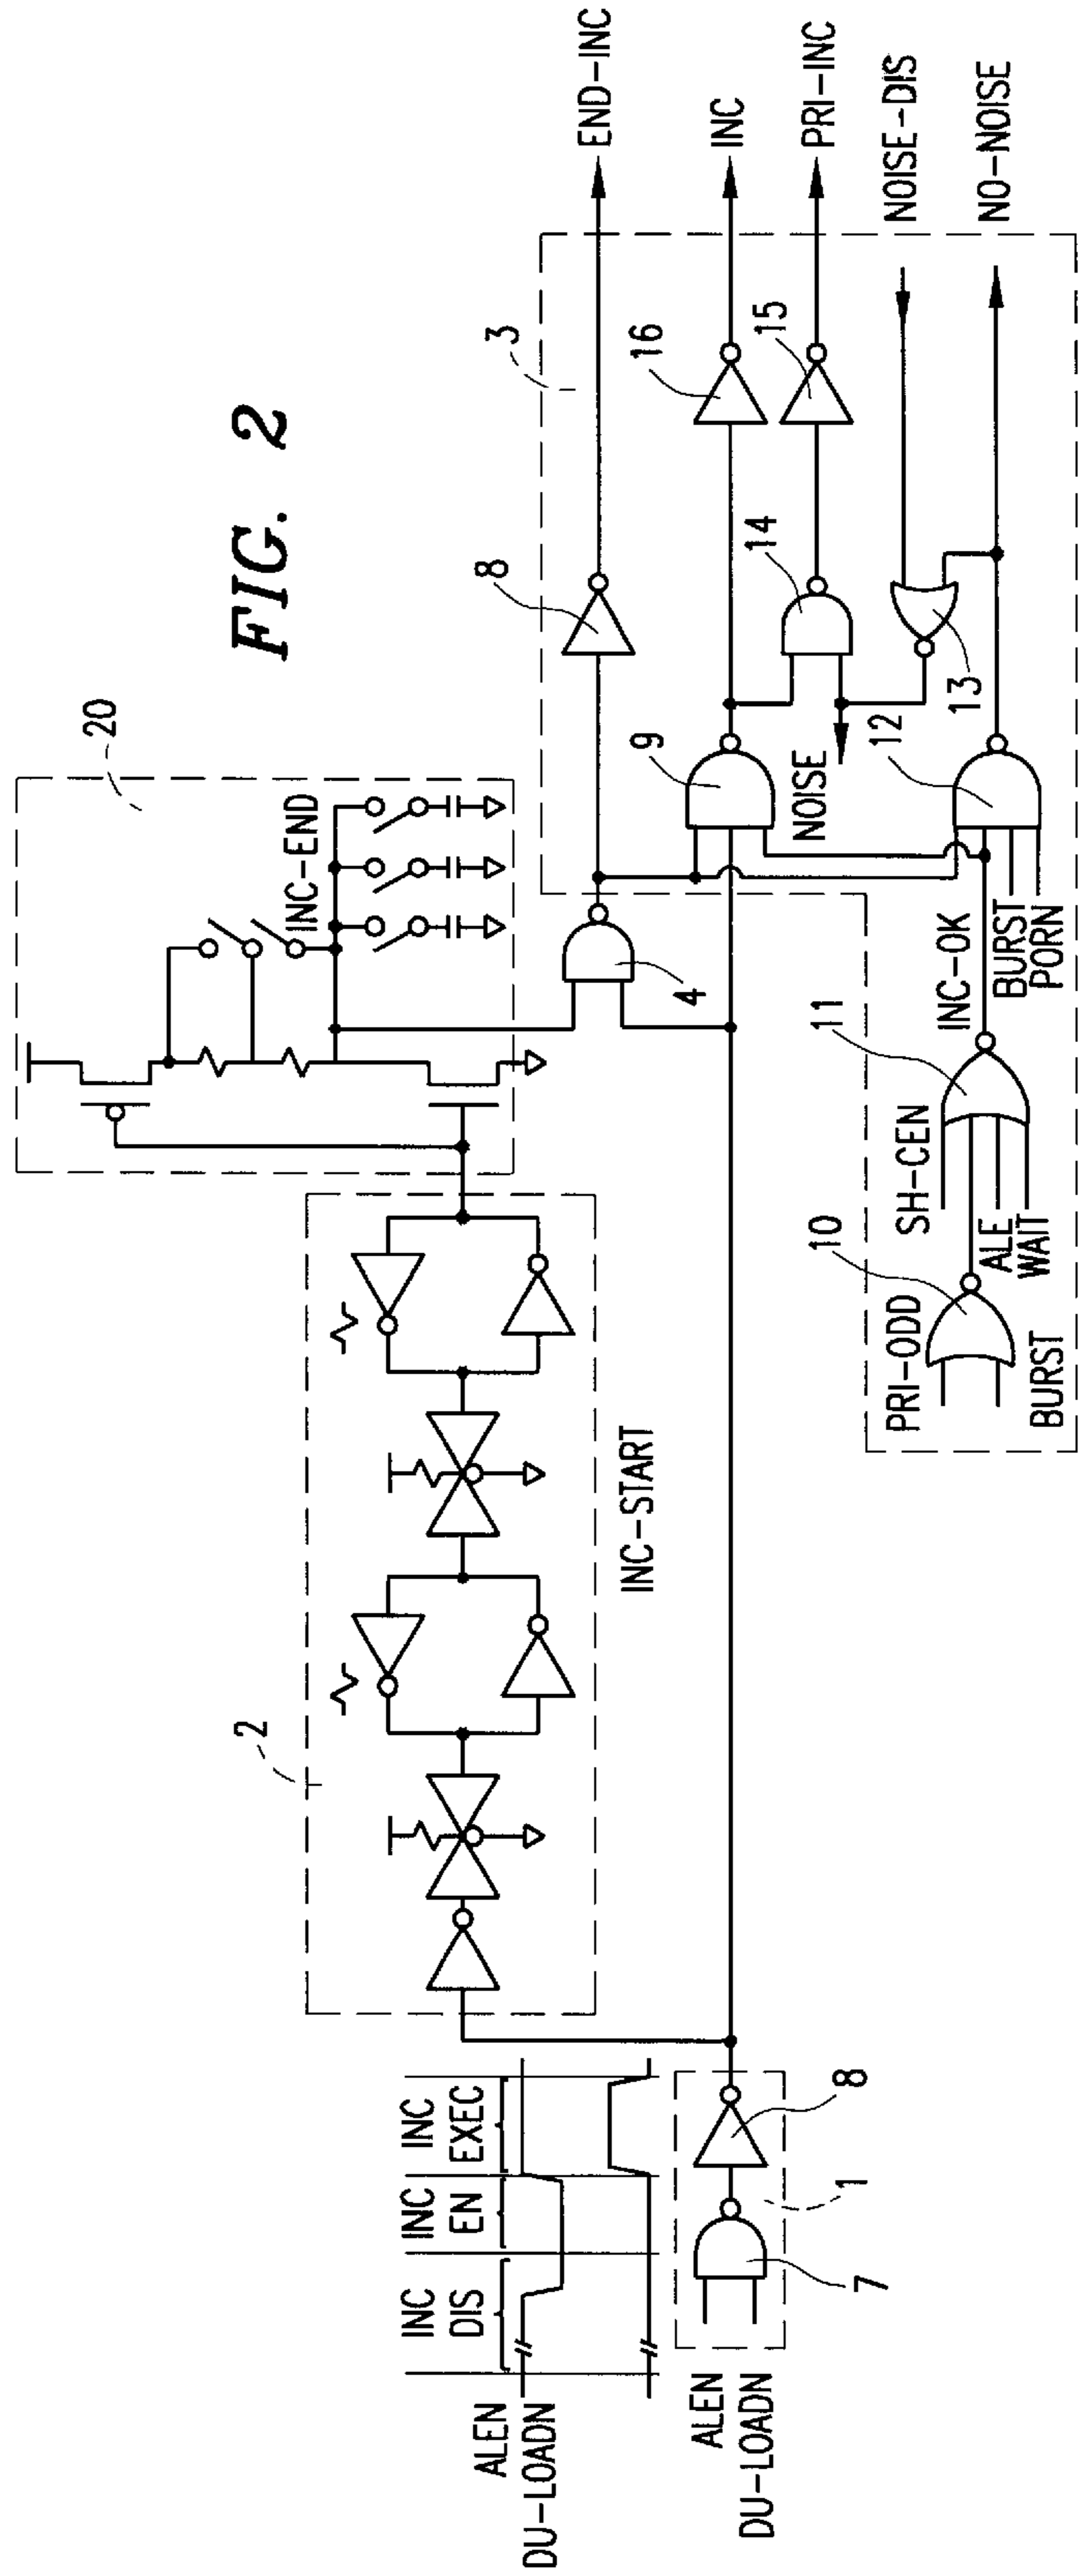 FIG. 2
INC
DIS
INC
EN
INC
EXEC
ALEN
DU-LOADN
ALEN
DU-LOADN
7
8
1
2
INC-START
20
INC-END
4
8
3
END-INC
9
16
INC
14
15
PRI-INC
NOISE
NOISE-DIS
13
12
NO-NOISE
PRI-ODD
BURST
10
SH-CEN
ALE
WAIT
11
INC-OK
BURST
PORN